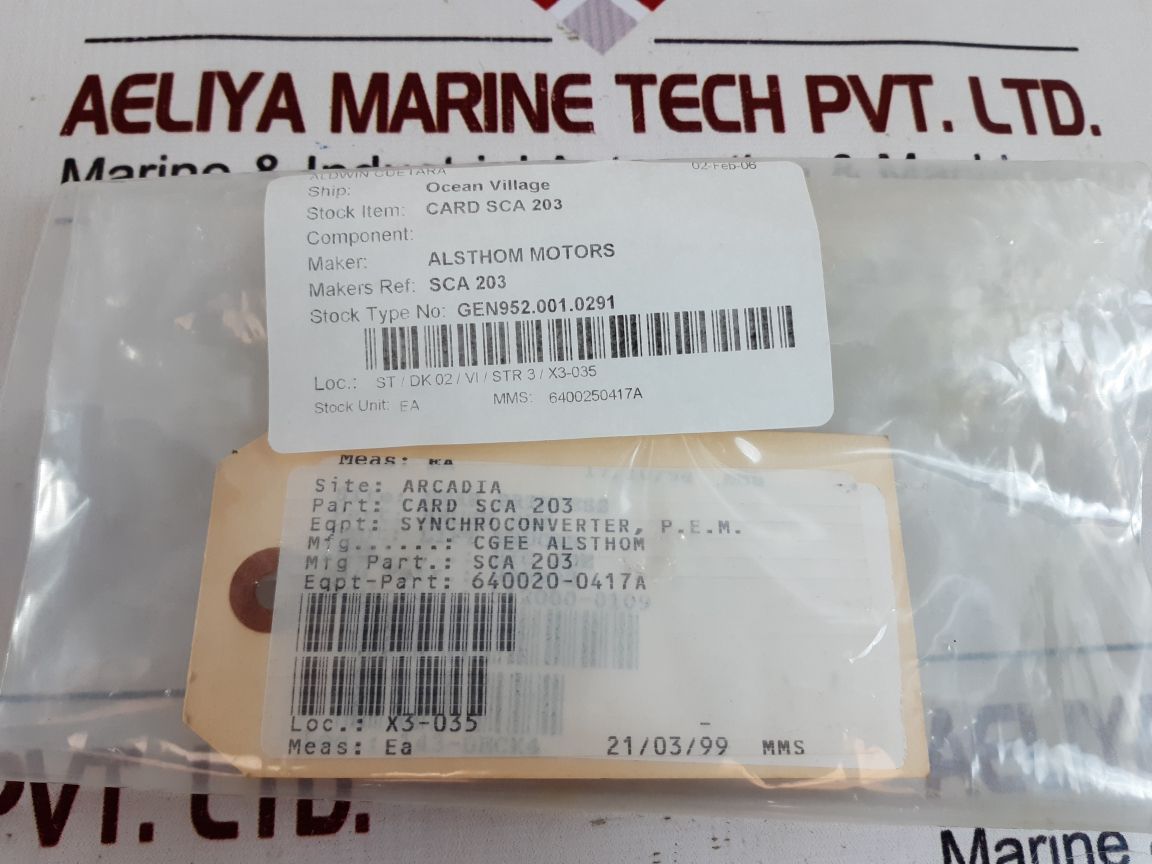 AELIYA MARINE TECH PVT. LTD.
Marine & Industrial
ALDWIN CUETARA 02-Feb-06
Ship: Ocean Village
Stock Item: CARD SCA 203
Component:
Maker: ALSTHOM MOTORS
Makers Ref: SCA 203
Stock Type No: GEN952.001.0291
Loc.: ST / DK 02 / VI / STR 3 / X3-035
Stock Unit: EA MMS: 6400250417A
Meas: EA
Site: ARCADIA
Part: CARD SCA 203
Eqpt: SYNCHROCONVERTER, P.E.M.
Mfg......: CGEE ALSTHOM
Mfg Part.: SCA 203
Eqpt-Part: 640020-0417A
Loc.: X3-035
Meas: Ea 21/03/99 MMS
PVT. LTD.
Marine